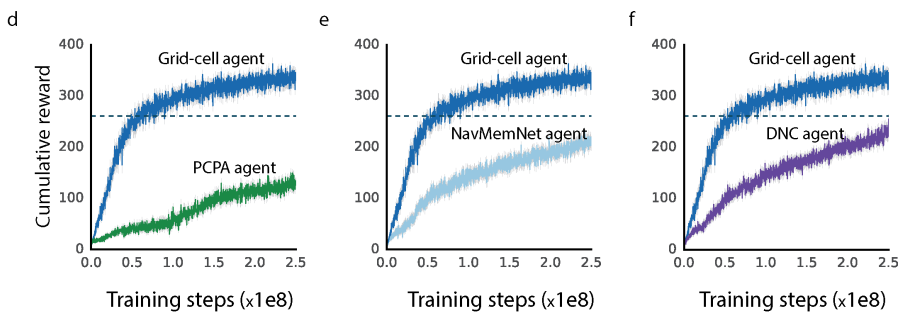 d
400
300
200
100
0
Cumulative reward
Grid-cell agent
PCPA agent
0.0 0.5 1.0 1.5 2.0 2.5
Training steps (x1e8)
e
400
300
200
100
0
Grid-cell agent
NavMemNet agent
0.0 0.5 1.0 1.5 2.0 2.5
Training steps (x1e8)
f
400
300
200
100
0
Grid-cell agent
DNC agent
0.0 0.5 1.0 1.5 2.0 2.5
Training steps (x1e8)